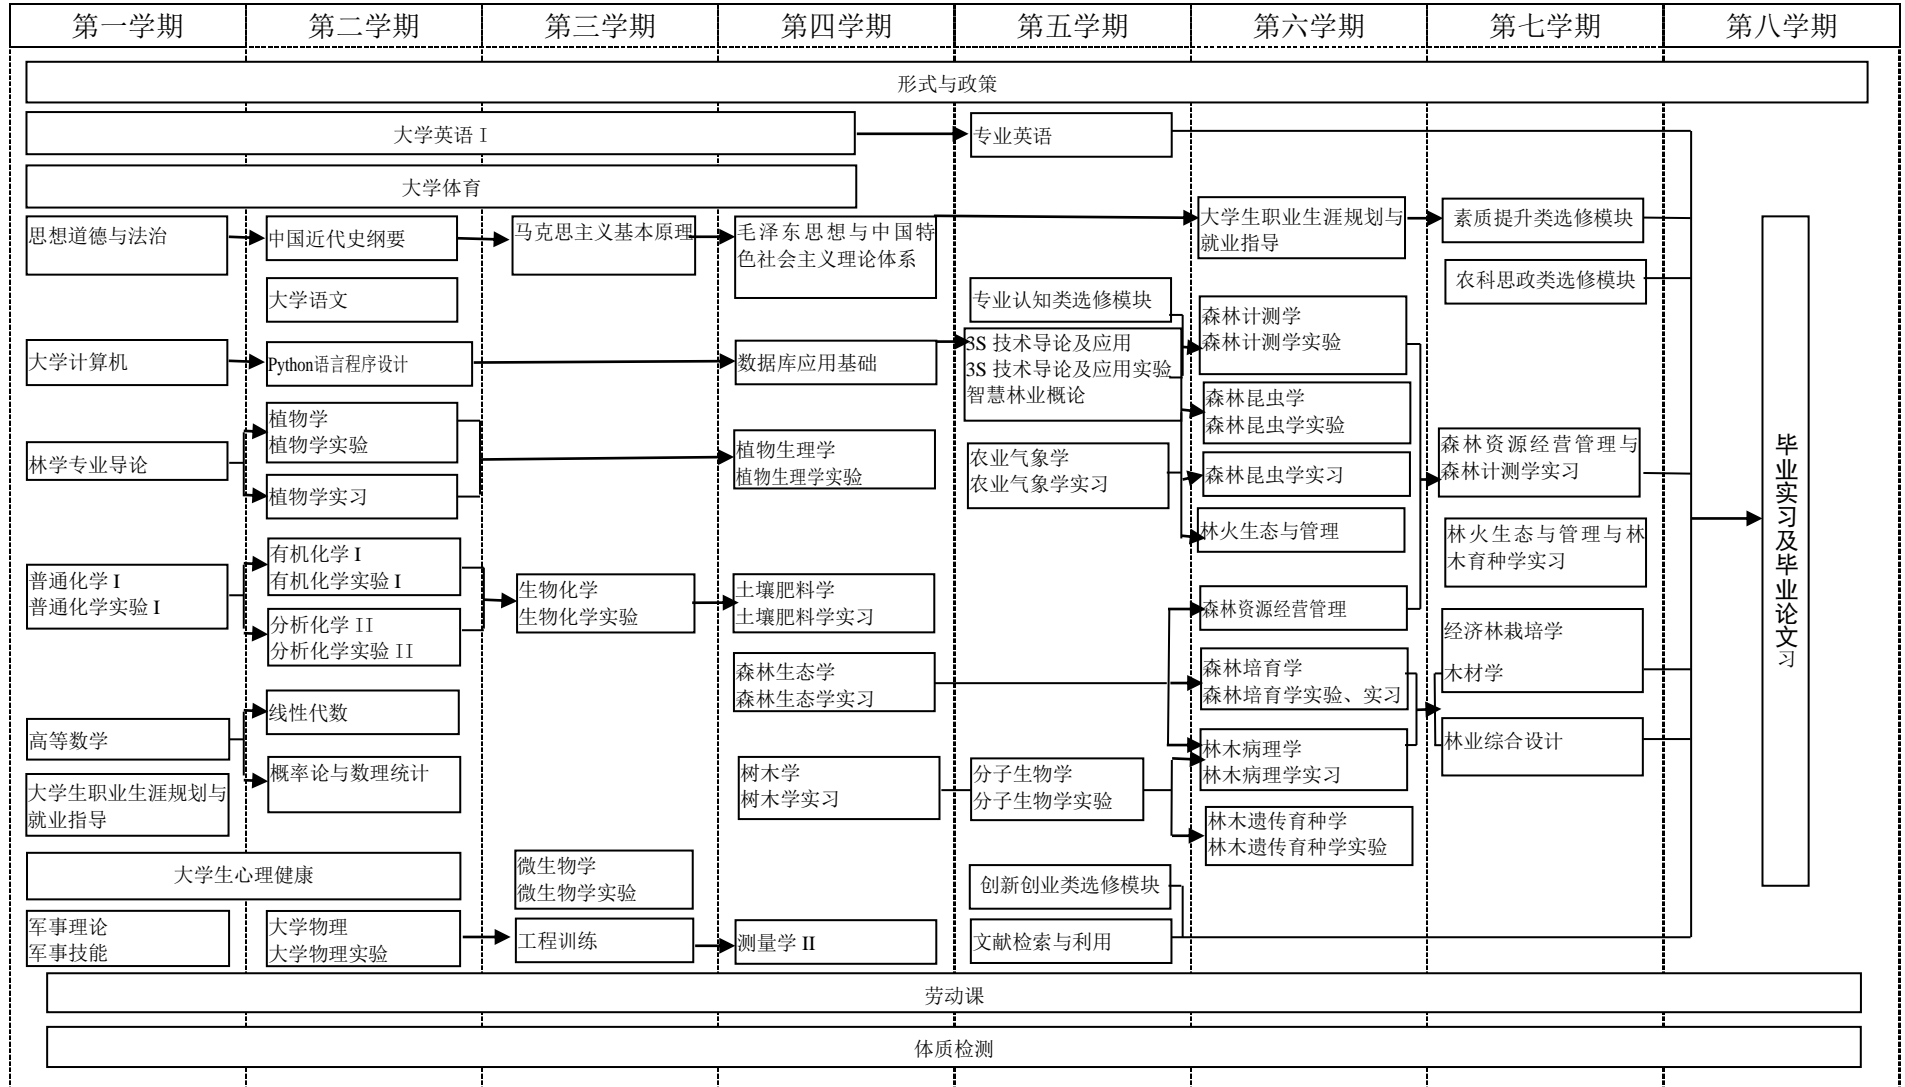 第一学期
第二学期
第三学期
第四学期
第五学期
第六学期
第七学期
第八学期
形式与政策
大学英语 I
专业英语
大学体育
思想道德与法治
中国近代史纲要
马克思主义基本原理
毛泽东思想与中国特
色社会主义理论体系
大学生职业生涯规划与
就业指导
素质提升类选修模块
农科思政类选修模块
大学语文
专业认知类选修模块
大学计算机
Python语言程序设计
数据库应用基础
3S 技术导论及应用
3S 技术导论及应用实验
智慧林业概论
森林计测学
森林计测学实验
森林昆虫学
森林昆虫学实验
林学专业导论
植物学
植物学实验
植物学实习
植物生理学
植物生理学实验
农业气象学
农业气象学实习
森林昆虫学实习
林火生态与管理
森林资源经营管理与
森林计测学实习
林火生态与管理与林
木育种学实习
普通化学 I
普通化学实验 I
有机化学 I
有机化学实验 I
分析化学 II
分析化学实验 II
生物化学
生物化学实验
土壤肥料学
土壤肥料学实习
森林生态学
森林生态学实习
森林资源经营管理
森林培育学
森林培育学实验、实习
经济林栽培学
木材学
林业综合设计
高等数学
线性代数
概率论与数理统计
树木学
树木学实习
分子生物学
分子生物学实验
林木病理学
林木病理学实习
林木遗传育种学
林木遗传育种学实验
大学生职业生涯规划与
就业指导
大学生心理健康
微生物学
微生物学实验
创新创业类选修模块
军事理论
军事技能
大学物理
大学物理实验
工程训练
测量学 II
文献检索与利用
毕业实习及毕业论文习
劳动课
体质检测